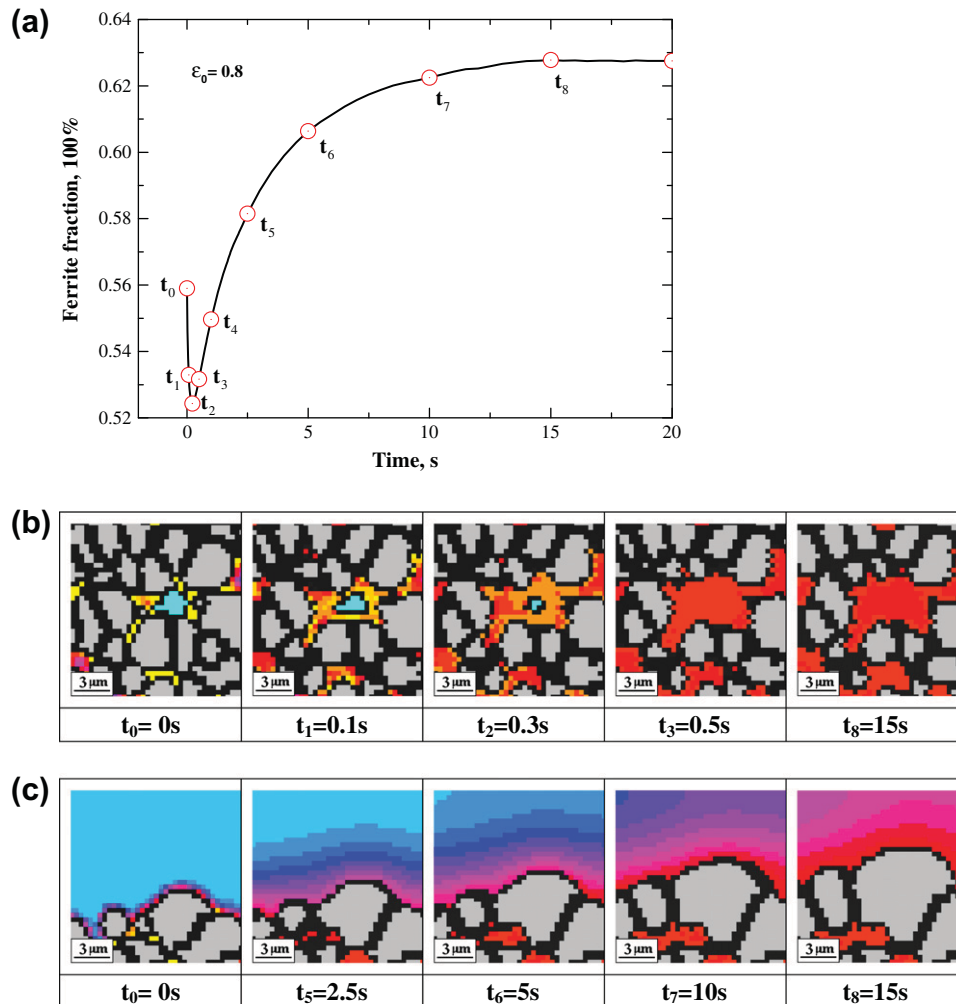 (a)
0.64
0.62
0.60
0.58
0.56
0.54
0.52
Ferrite fraction, 100%
ε₀= 0.8
t₀
t₁
t₂
t₃
t₄
t₅
t₆
t₇
t₈
0 5 10 15 20
Time, s
(b)
3 μm 3 μm 3 μm 3 μm 3 μm
t₀= 0s t₁=0.1s t₂=0.3s t₃=0.5s t₈=15s
(c)
3 μm 3 μm 3 μm 3 μm 3 μm
t₀= 0s t₅=2.5s t₆=5s t₇=10s t₈=15s